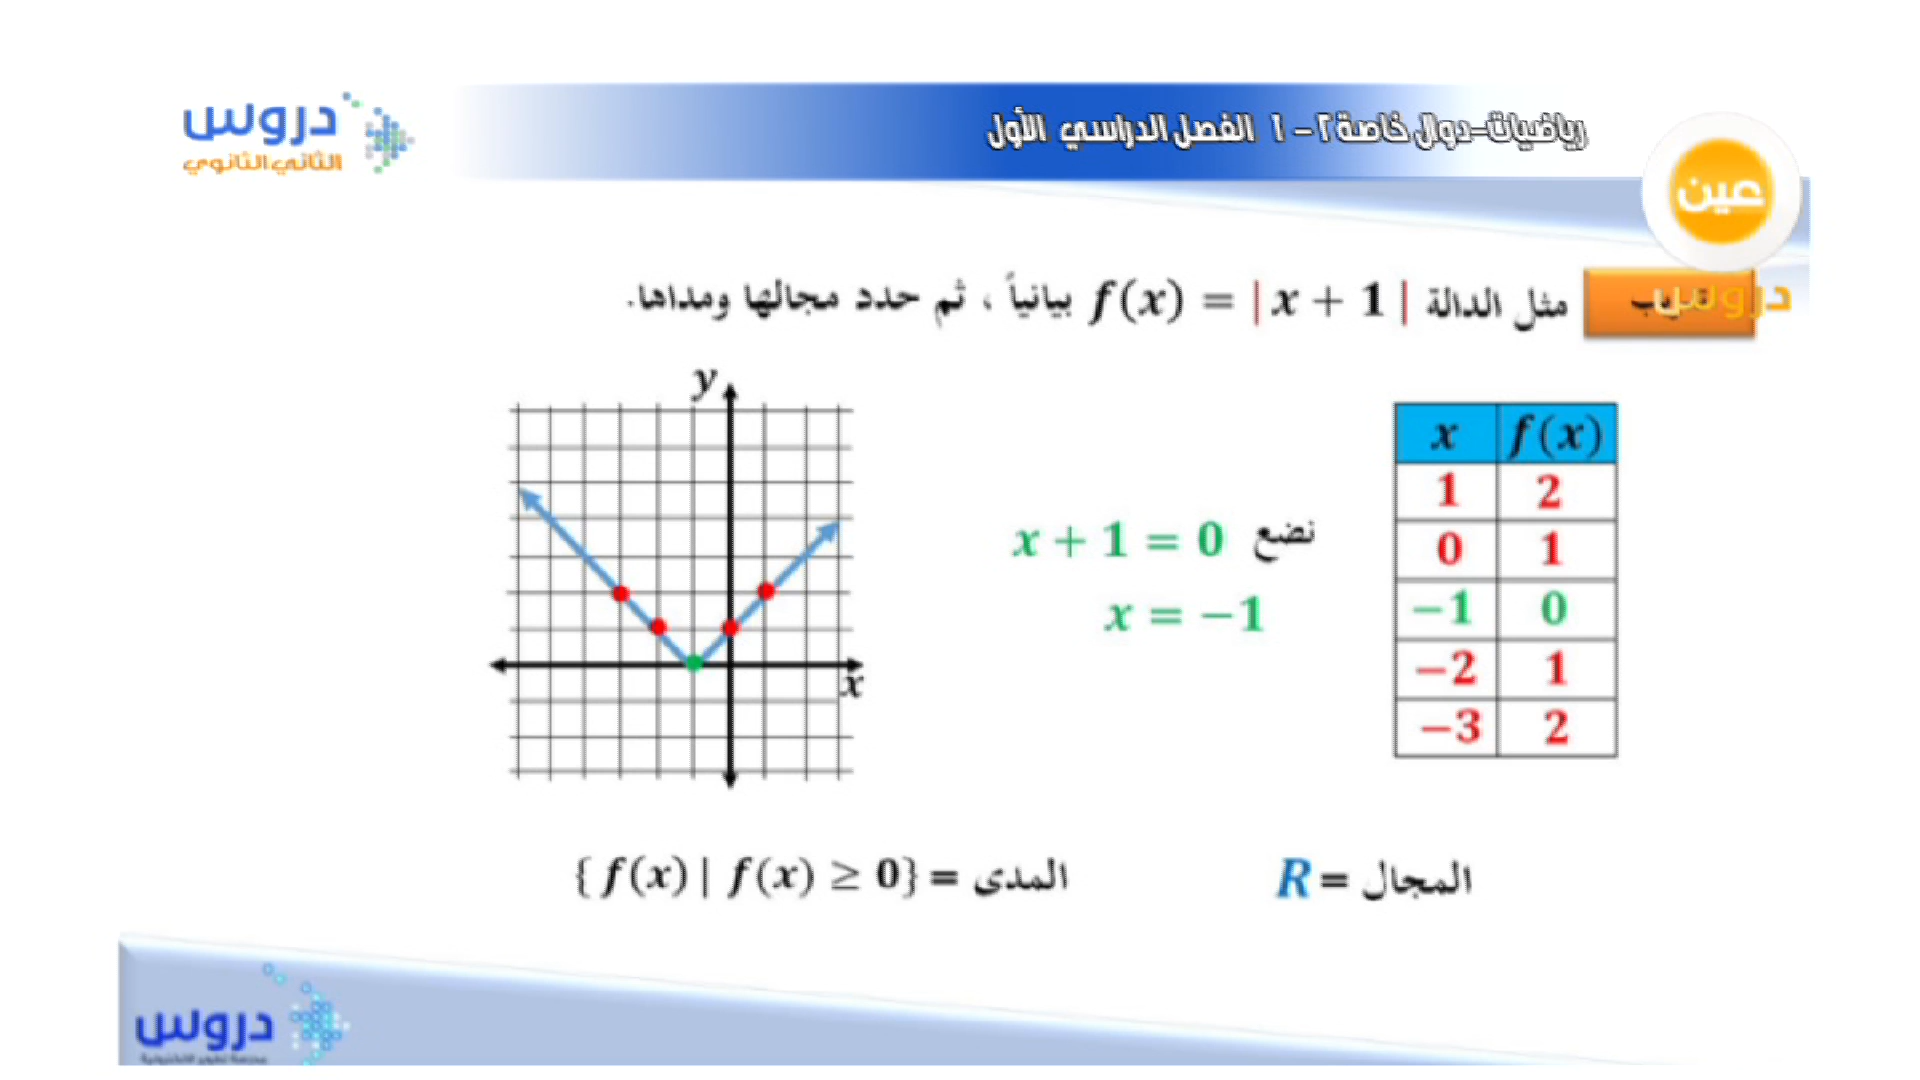 دروس
الثاني الثانوي
رياضيات-دوال خاصة ٢ - ١ الفصل الدراسي الأول
عين
دروس
مثل الدالة f(x) = | x + 1 | بيانياً ، ثم حدد مجالها ومداها.
y
x
نضع x + 1 = 0
x = −1
x f(x)
1 2
0 1
−1 0
−2 1
−3 2
المجال = R
المدى = { f(x) | f(x) ≥ 0}
دروس